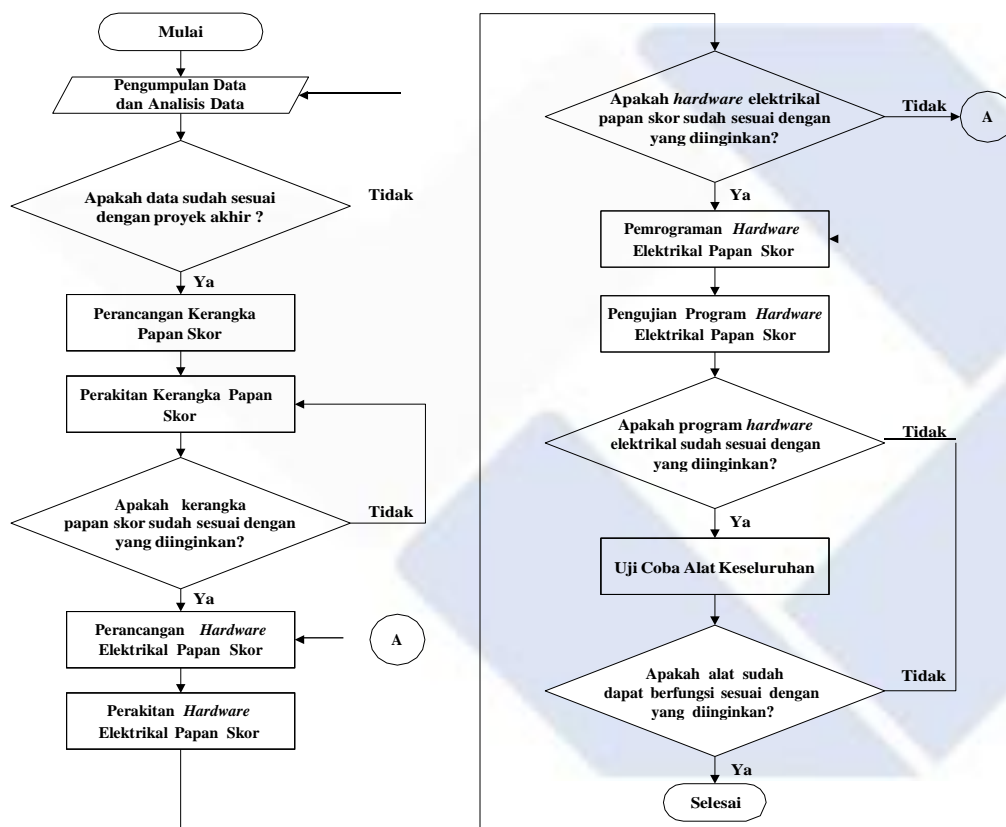 Mulai
Pengumpulan Data
dan Analisis Data
Apakah data sudah sesuai
dengan proyek akhir ?
Tidak
Ya
Perancangan Kerangka
Papan Skor
Perakitan Kerangka Papan
Skor
Apakah kerangka
papan skor sudah sesuai dengan
yang diinginkan?
Tidak
Ya
Perancangan Hardware
Elektrikal Papan Skor
A
Perakitan Hardware
Elektrikal Papan Skor
Apakah hardware elektrikal
papan skor sudah sesuai dengan
yang diinginkan?
Tidak
A
Ya
Pemrograman Hardware
Elektrikal Papan Skor
Pengujian Program Hardware
Elektrikal Papan Skor
Apakah program hardware
elektrikal sudah sesuai dengan
yang diinginkan?
Tidak
Ya
Uji Coba Alat Keseluruhan
Apakah alat sudah
dapat berfungsi sesuai dengan
yang diinginkan?
Tidak
Ya
Selesai